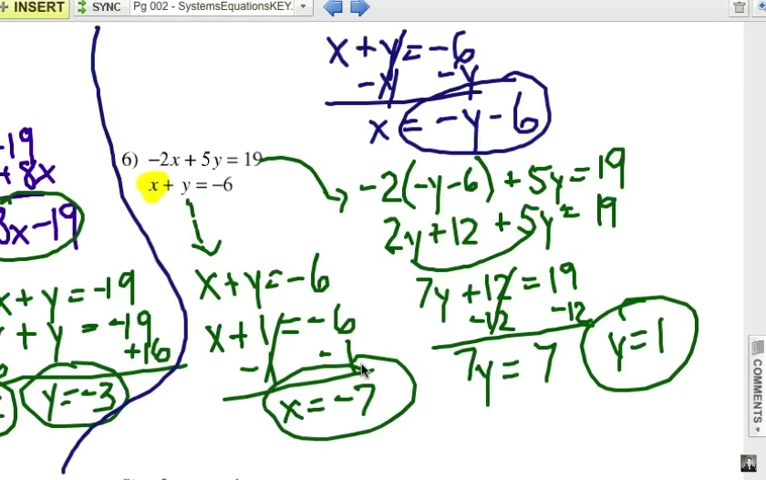 INSERT
SYNC
Pg 002 - SystemsEquationsKEY.
x + y = -6
-y -y
x = -y - 6
6) −2x + 5y = 19
x + y = −6
-2(-y-6) + 5y = 19
2y + 12 + 5y = 19
7y + 12 = 19
-12 -12
7y = 7
y = 1
x + y = -6
x + 1 = -6
-1 -1
x = -7
-19
+ 8x
8x - 19
x + y = -19
+ y = -19
+16
y = -3
COMMENTS